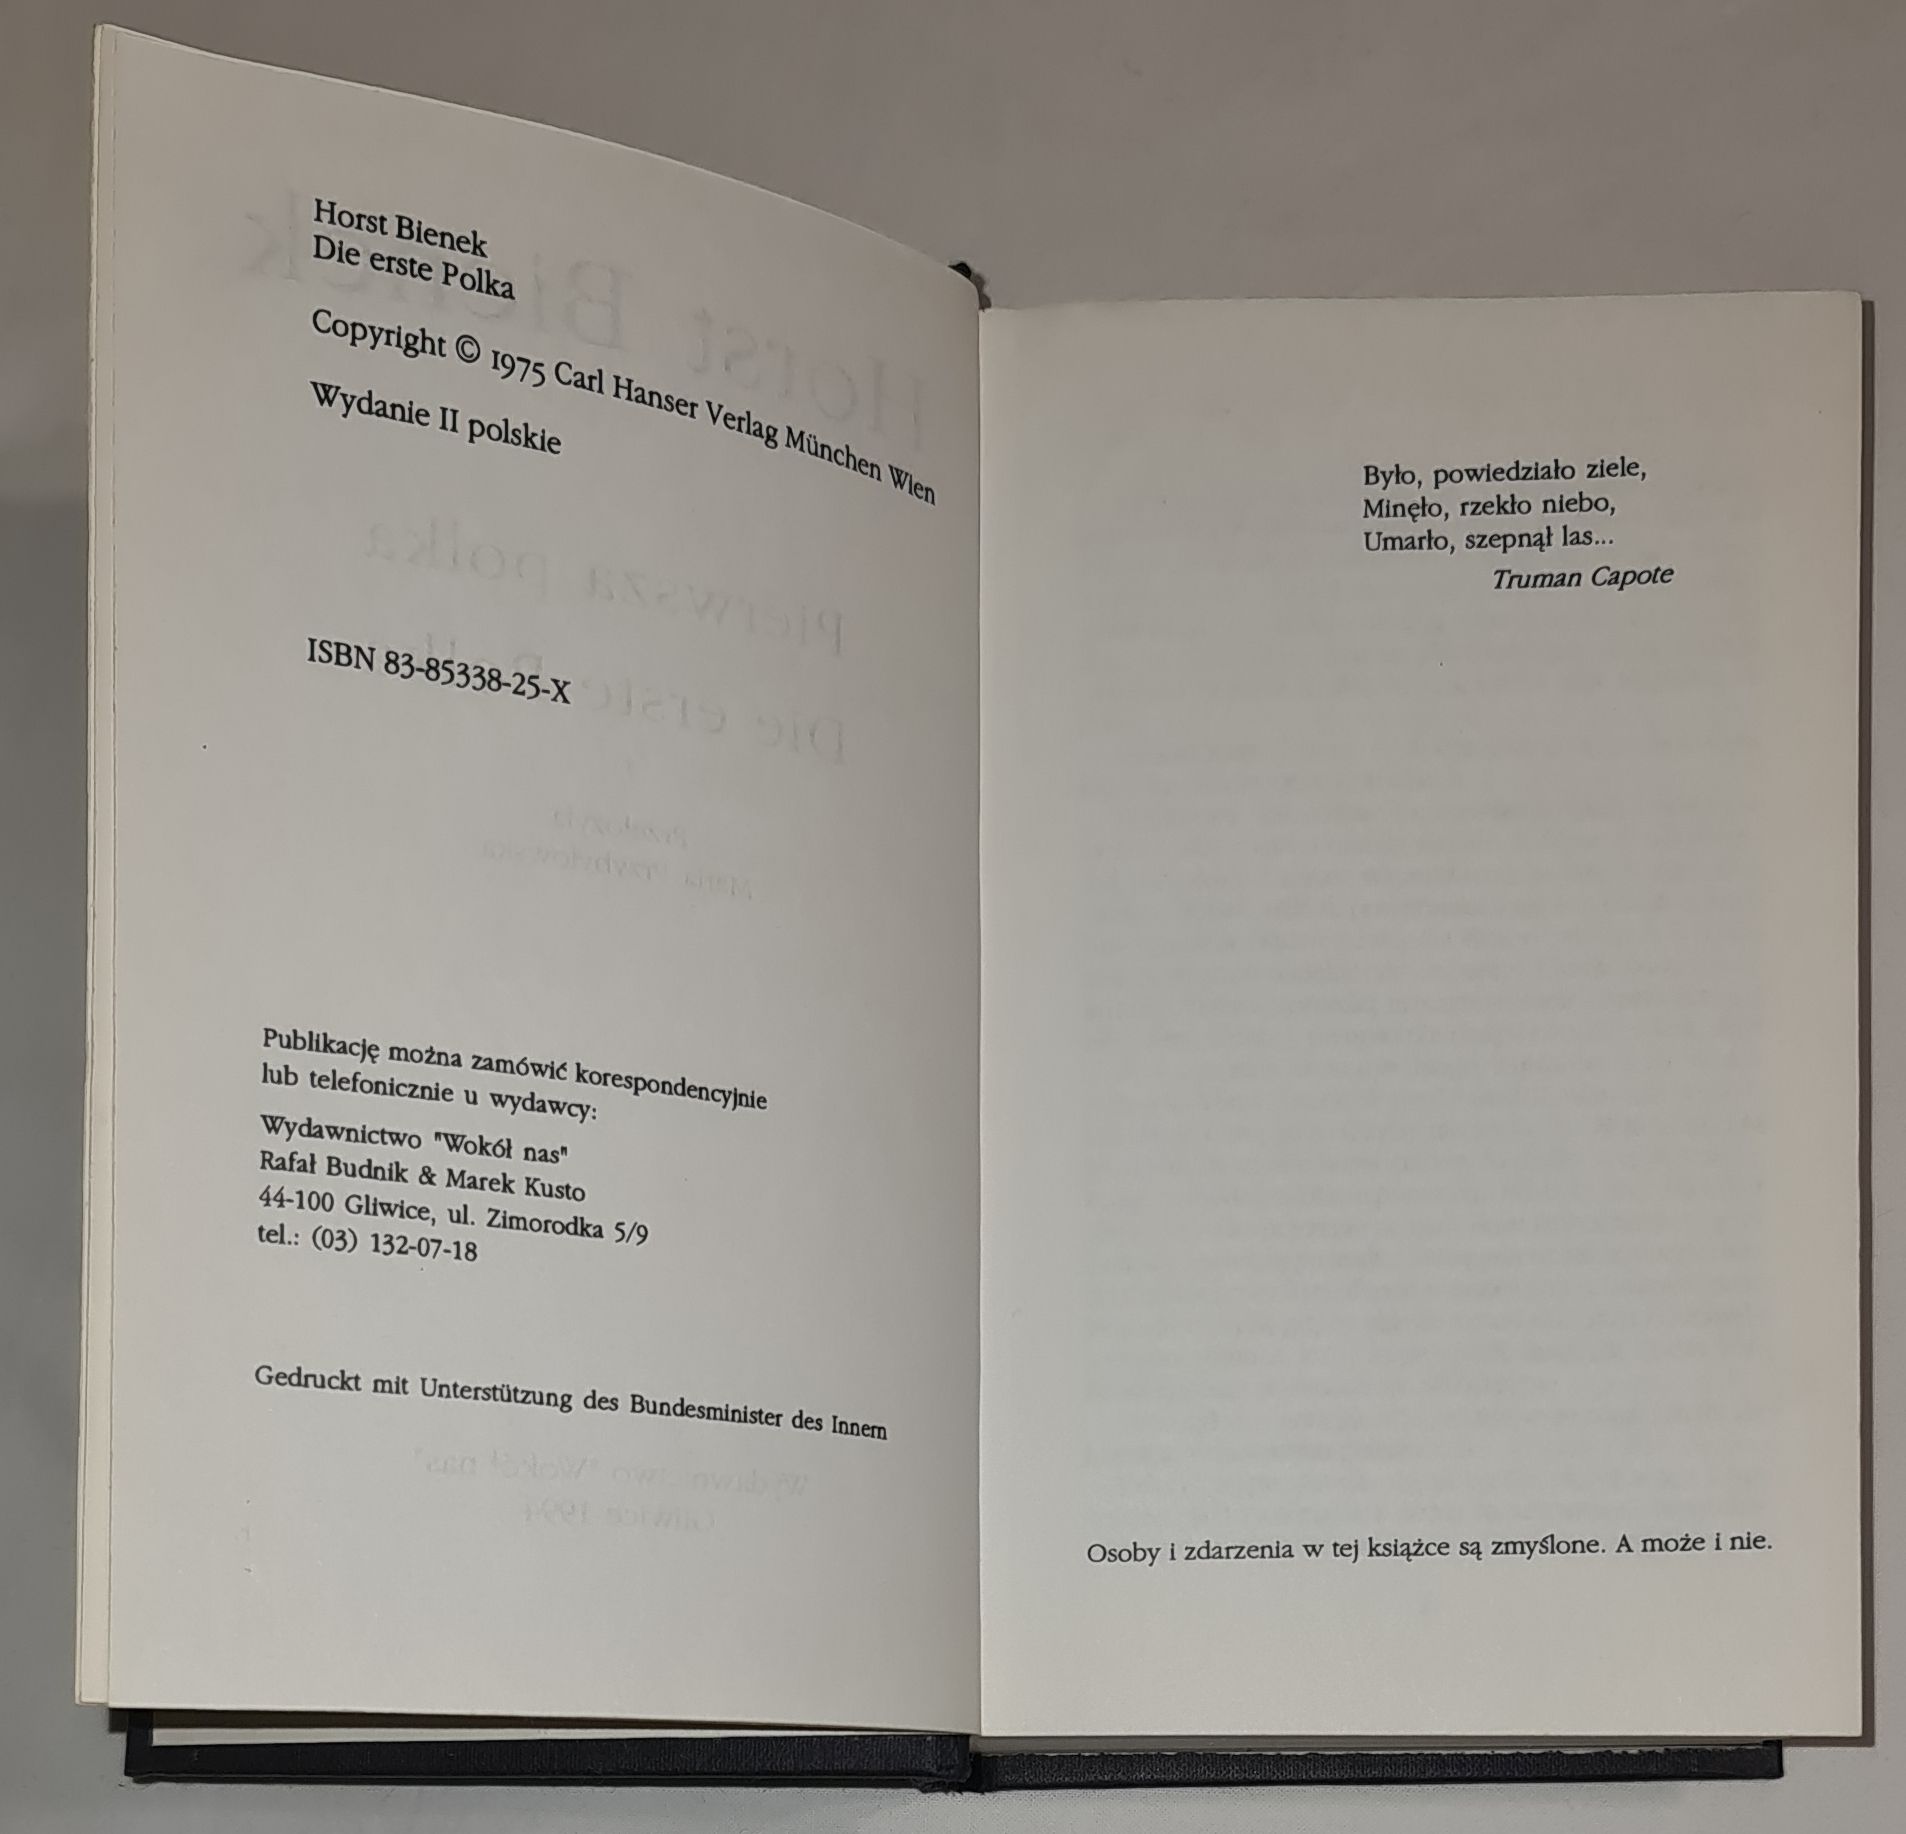 Horst Bienek
Die erste Polka
Copyright © 1975 Carl Hanser Verlag München Wien
Wydanie II polskie
ISBN 83-85338-25-X
Publikację można zamówić korespondencyjnie
lub telefonicznie u wydawcy:
Wydawnictwo "Wokół nas"
Rafał Budnik & Marek Kusto
44-100 Gliwice, ul. Zimorodka 5/9
tel.: (03) 132-07-18
Gedruckt mit Unterstützung des Bundesminister des Innern
Było, powiedziało ziele,
Minęło, rzekło niebo,
Umarło, szepnął las...
Truman Capote
Osoby i zdarzenia w tej książce są zmyślone. A może i nie.